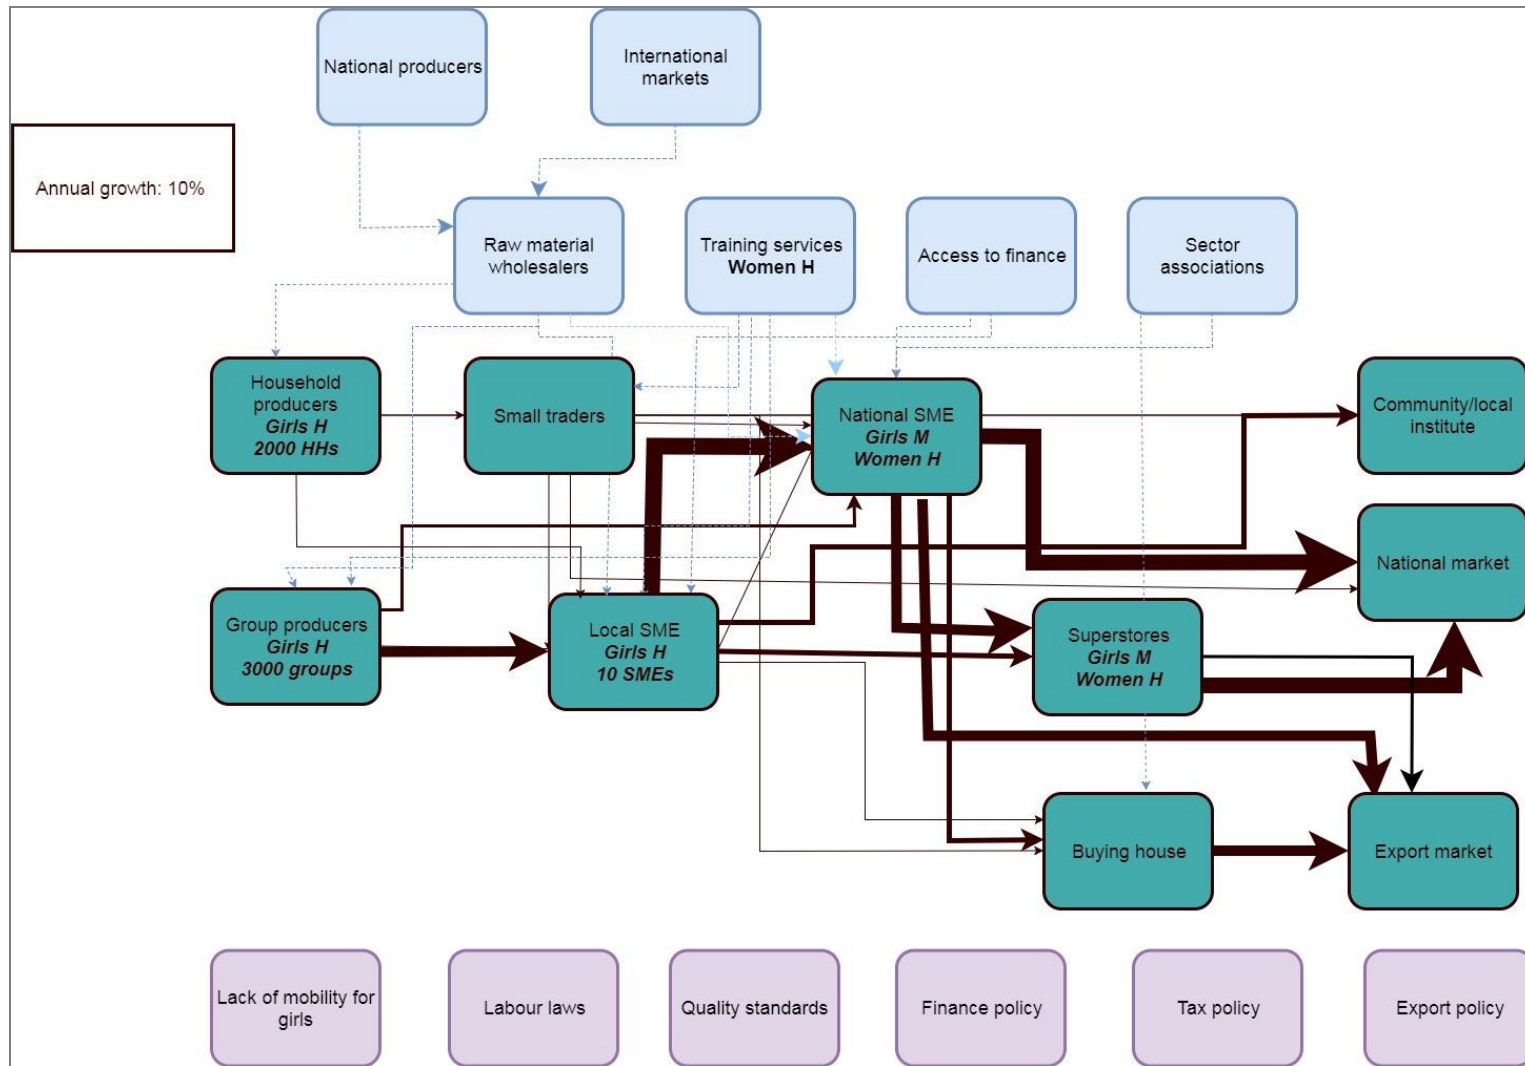 National producers
International
markets
Annual growth: 10%
Raw material
wholesalers
Training services
Women H
Access to finance
Sector
associations
Household
producers
Girls H
2000 HHs
Small traders
National SME
Girls M
Women H
Community/local
institute
National market
Group producers
Girls H
3000 groups
Local SME
Girls H
10 SMEs
Superstores
Girls M
Women H
Buying house
Export market
Lack of mobility for
girls
Labour laws
Quality standards
Finance policy
Tax policy
Export policy